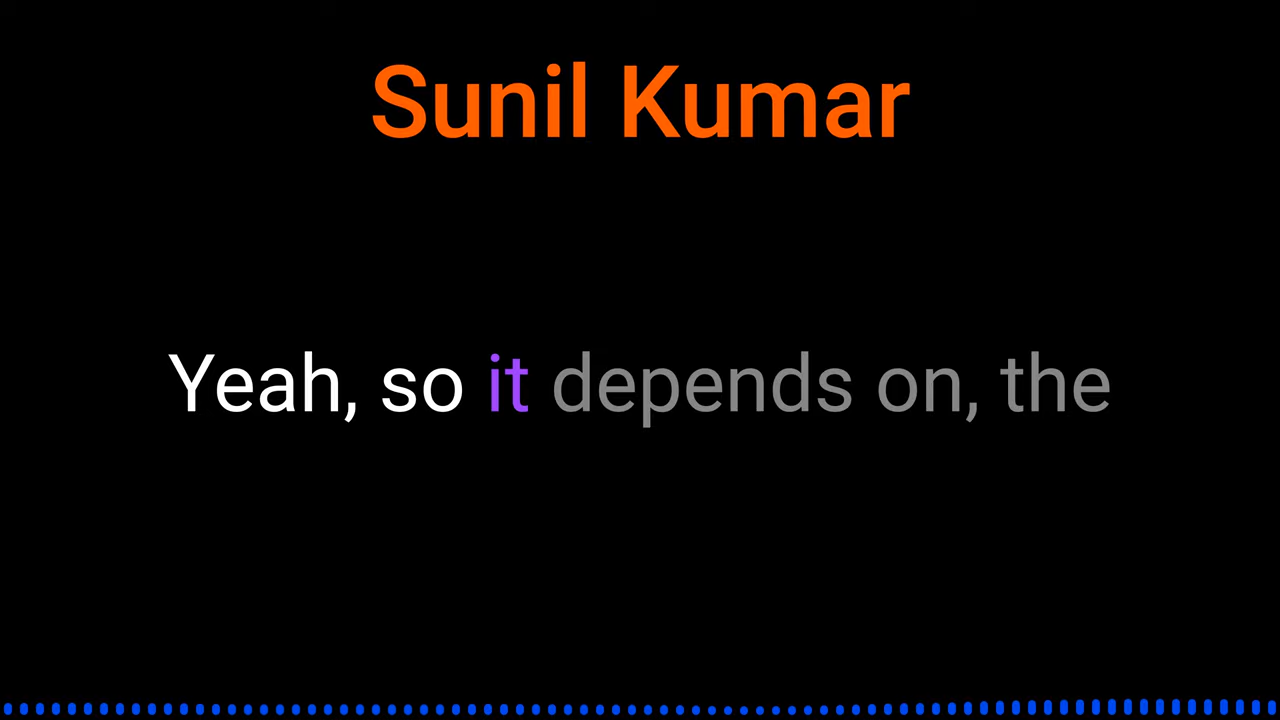 Sunil Kumar
Yeah, so it depends on, the